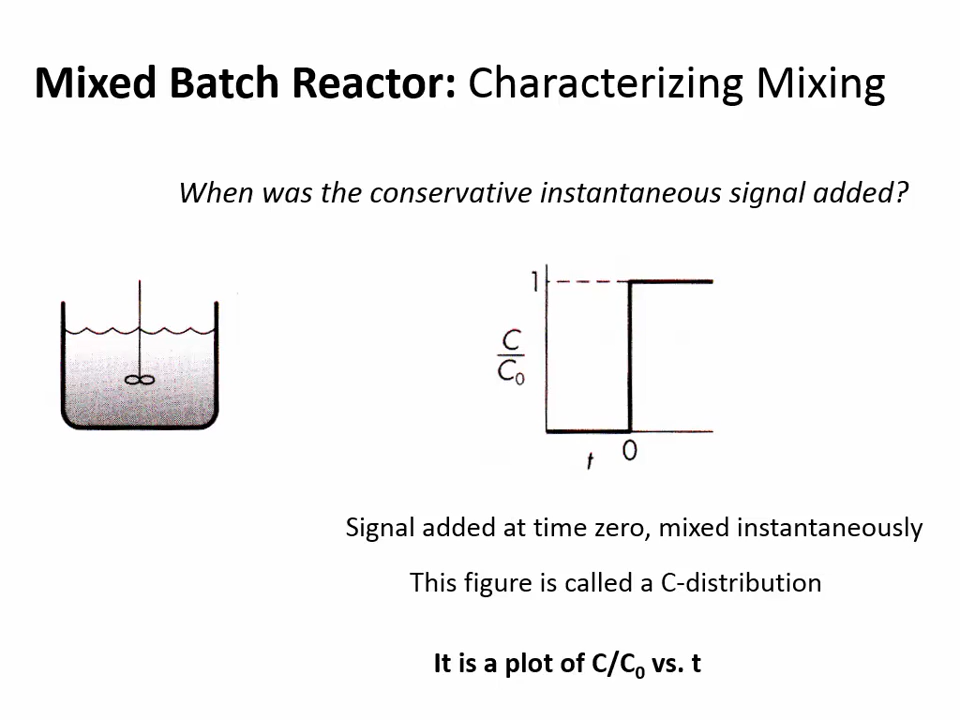 Mixed Batch Reactor: Characterizing Mixing
When was the conservative instantaneous signal added?
1
C
C₀
t
0
Signal added at time zero, mixed instantaneously
This figure is called a C-distribution
It is a plot of C/C₀ vs. t